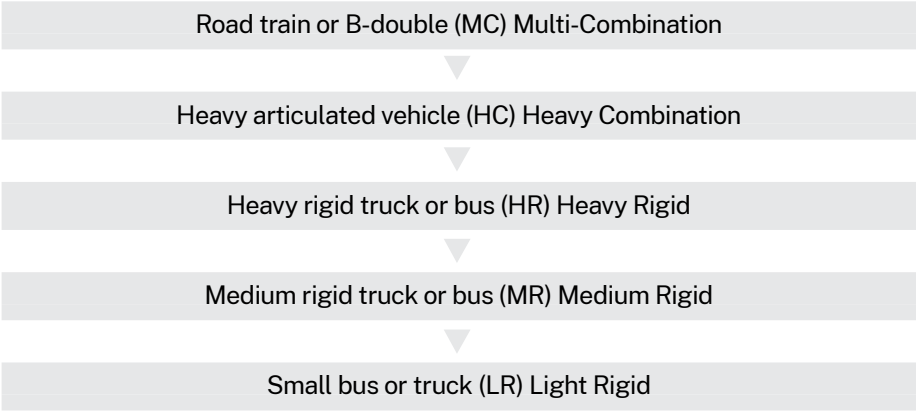 Road train or B-double (MC) Multi-Combination
Heavy articulated vehicle (HC) Heavy Combination
Heavy rigid truck or bus (HR) Heavy Rigid
Medium rigid truck or bus (MR) Medium Rigid
Small bus or truck (LR) Light Rigid